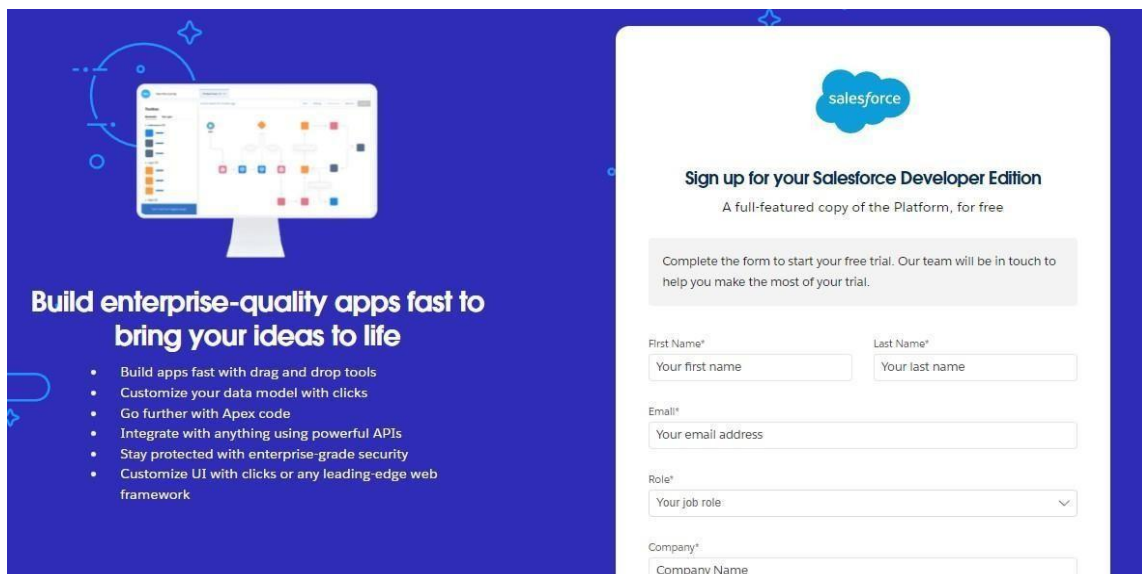 Build enterprise-quality apps fast to
bring your ideas to life
• Build apps fast with drag and drop tools
• Customize your data model with clicks
• Go further with Apex code
• Integrate with anything using powerful APIs
• Stay protected with enterprise-grade security
• Customize UI with clicks or any leading-edge web
framework
salesforce
Sign up for your Salesforce Developer Edition
A full-featured copy of the Platform, for free
Complete the form to start your free trial. Our team will be in touch to
help you make the most of your trial.
First Name* Last Name*
Your first name Your last name
Email*
Your email address
Role*
Your job role
Company*
Company Name